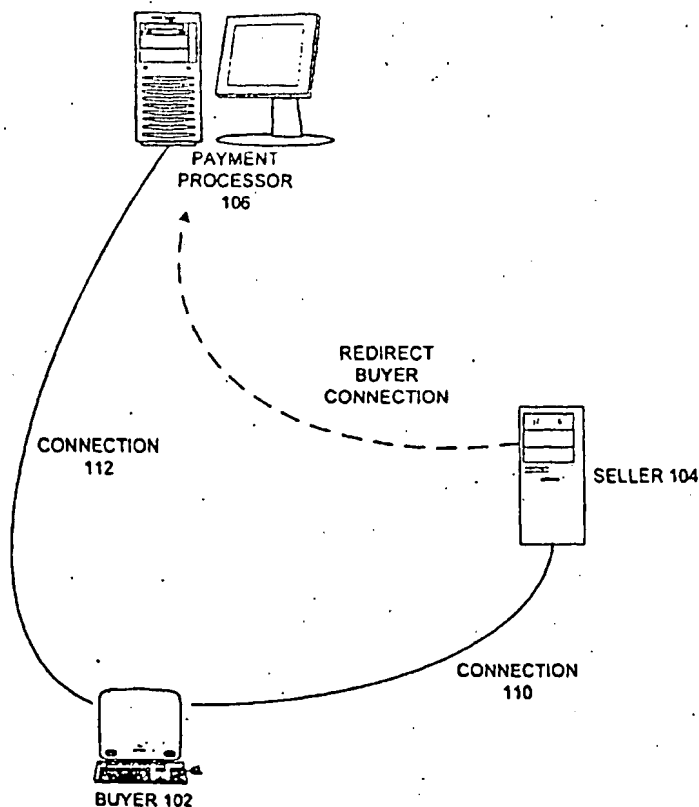 PAYMENT
PROCESSOR
106
REDIRECT
BUYER
CONNECTION
CONNECTION
112
SELLER 104
CONNECTION
110
BUYER 102